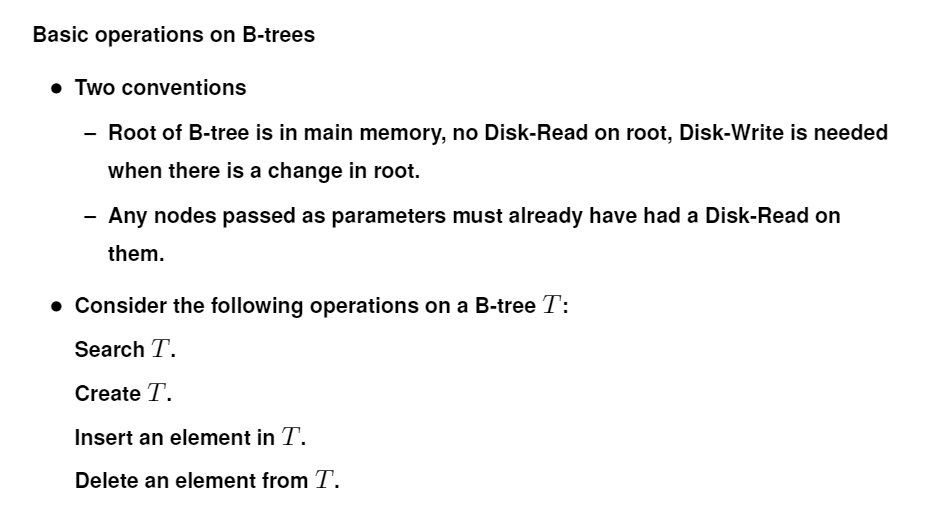 Basic operations on B-trees
● Two conventions
– Root of B-tree is in main memory, no Disk-Read on root, Disk-Write is needed
when there is a change in root.
– Any nodes passed as parameters must already have had a Disk-Read on
them.
● Consider the following operations on a B-tree T:
Search T.
Create T.
Insert an element in T.
Delete an element from T.